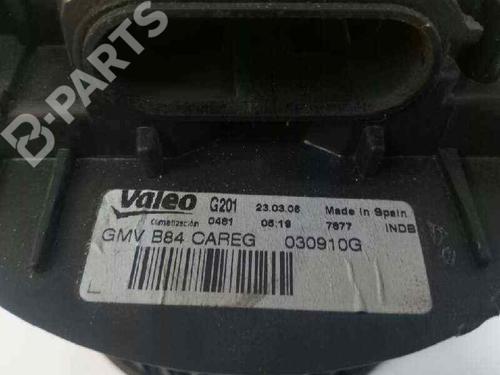 B-PARTS
Valeo G201 23.03.06 Made in Spain
Climatización 0461 05:19 7677 INDB
GMV B84 CAREG 030910G